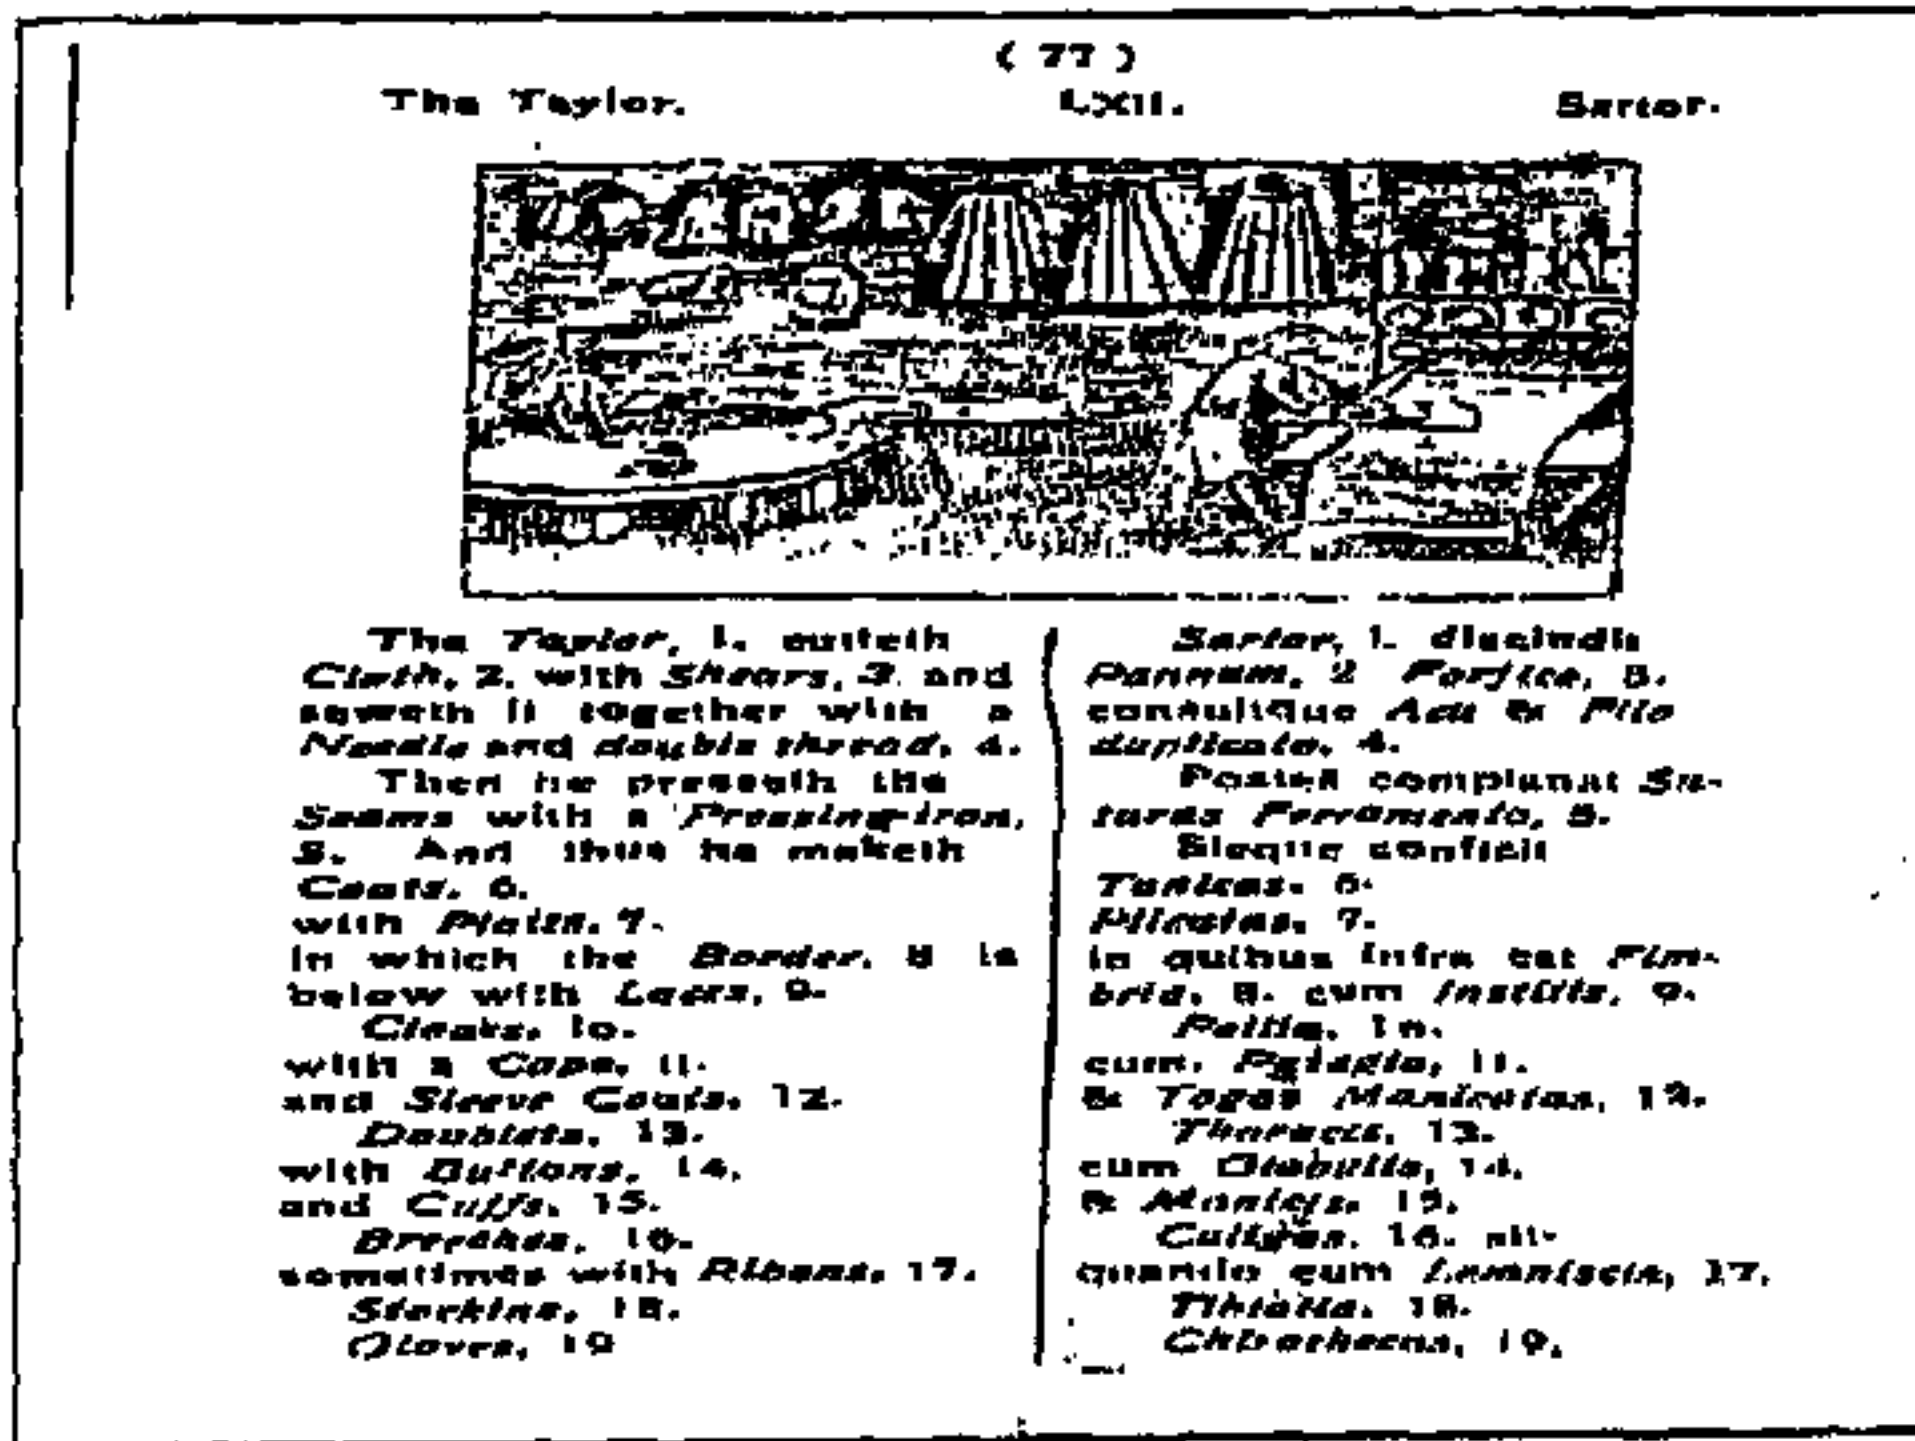 ( 77 )
The Taylor. LXII. Sartor.
The Taylor, 1. cutteth
Cloth, 2. with Shears, 3. and
seweth it together with a
Needle and double thread, 4.
Then he presseth the
Seams with a Pressing-iron,
5. And thus he maketh
Coats, 6.
with Plaits, 7.
in which the Border, 8 is
below with Laces, 9.
Cloaks, 10.
with a Cape, 11.
and Sleeve Coats, 12.
Doublets, 13.
with Buttons, 14.
and Cuffs, 15.
Breeches, 16.
sometimes with Ribons, 17.
Stockins, 18.
Gloves, 19
Sartor, 1. discindit
Pannum, 2 Forfice, 3.
consuitque Acu & Filo
duplicato, 4.
Posteà complanat Su-
turas Ferramento, 5.
Sicque conficit
Tunicas, 6.
Plicatas, 7.
in quibus infra est Fim-
bria, 8. cum Institis, 9.
Pallia, 10.
cum. Patagio, 11.
& Togas Manicatas, 12.
Thoraces, 13.
cum Globulis, 14.
& Manicis, 15.
Caligas, 16. ali-
quando cum Lemniscis, 17.
Tibialia, 18.
Chirothecas, 19.